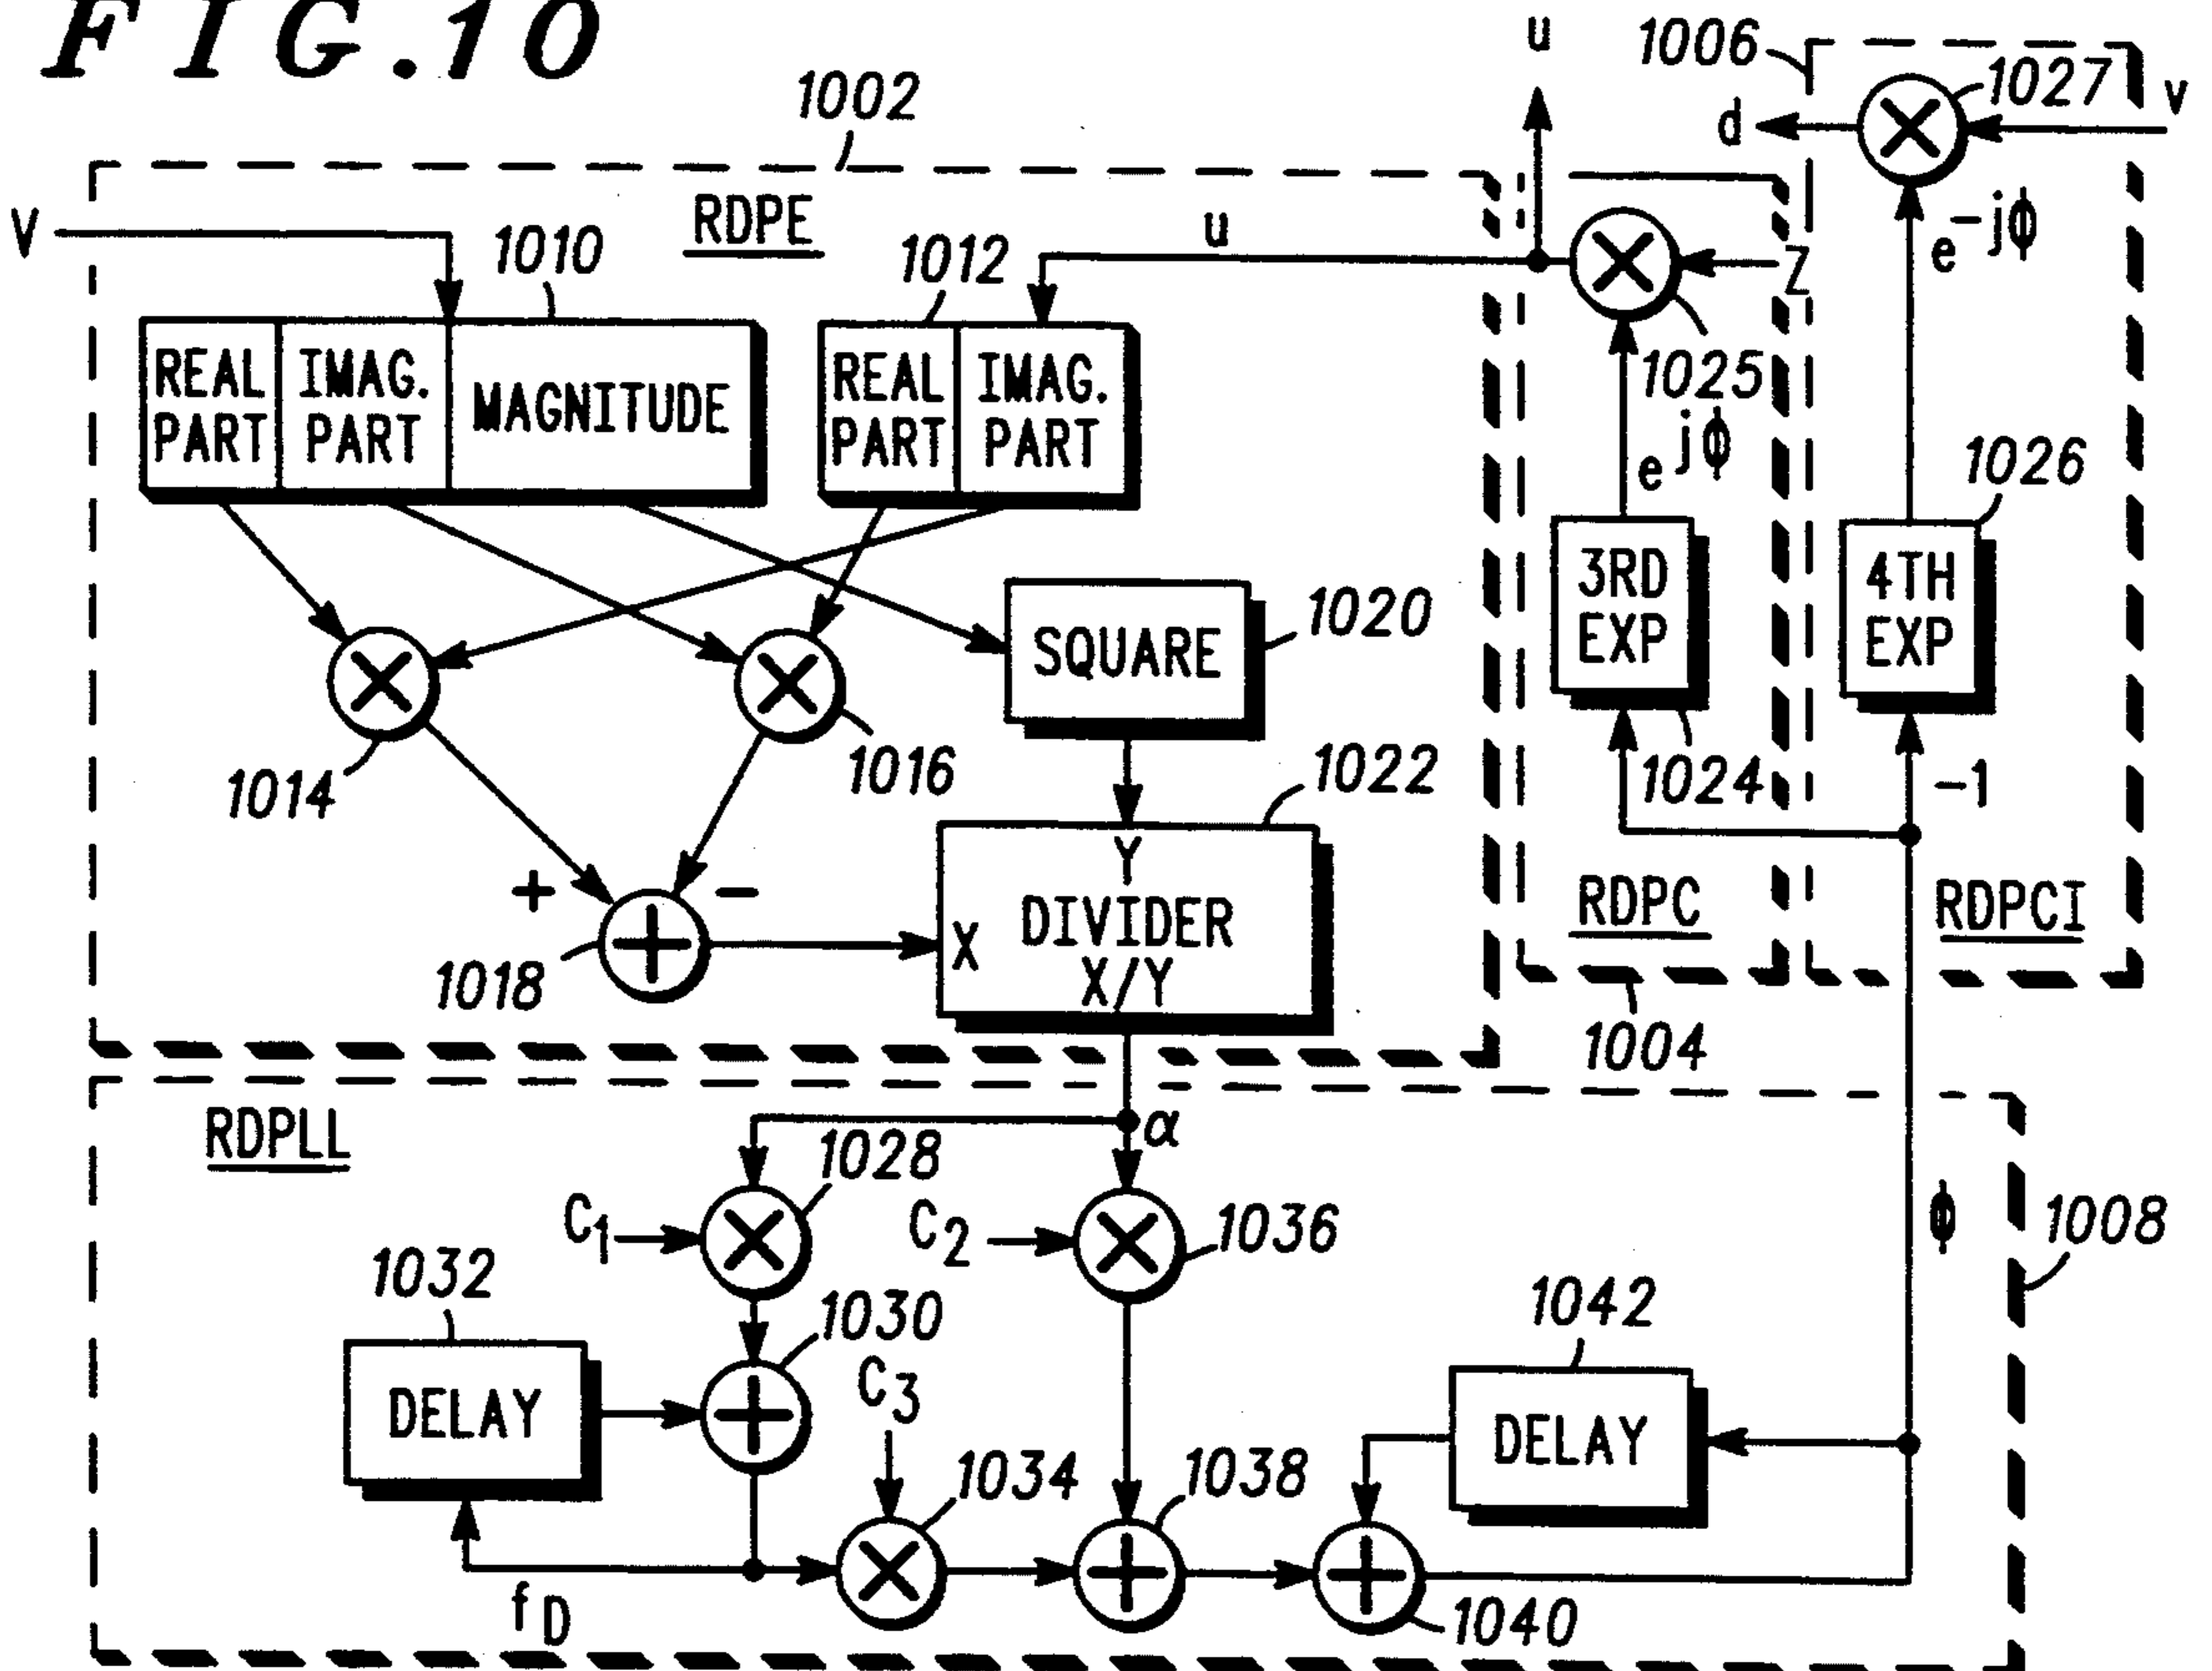 FIG.10
u
1006
1027
v
d
1002
RDPE
V
1010
1012
u
Z
e-jϕ
REAL PART
IMAG. PART
MAGNITUDE
REAL PART
IMAG. PART
1025
ejϕ
1026
3RD EXP
4TH EXP
SQUARE
1020
1014
1016
1022
1024
-1
+
-
1018
X
Y
DIVIDER
X/Y
RDPC
RDPCI
1004
RDPLL
α
1028
C1
C2
1036
ϕ
1008
1032
1030
1042
DELAY
C3
DELAY
1034
1038
fD
1040